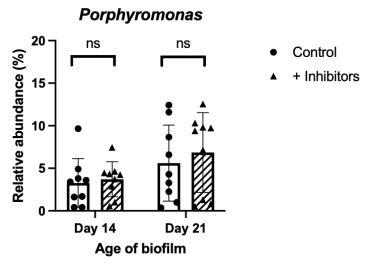 Porphyromonas
20
15
10
5
0
Relative abundance (%)
ns
ns
Day 14
Day 21
Age of biofilm
Control
+ Inhibitors